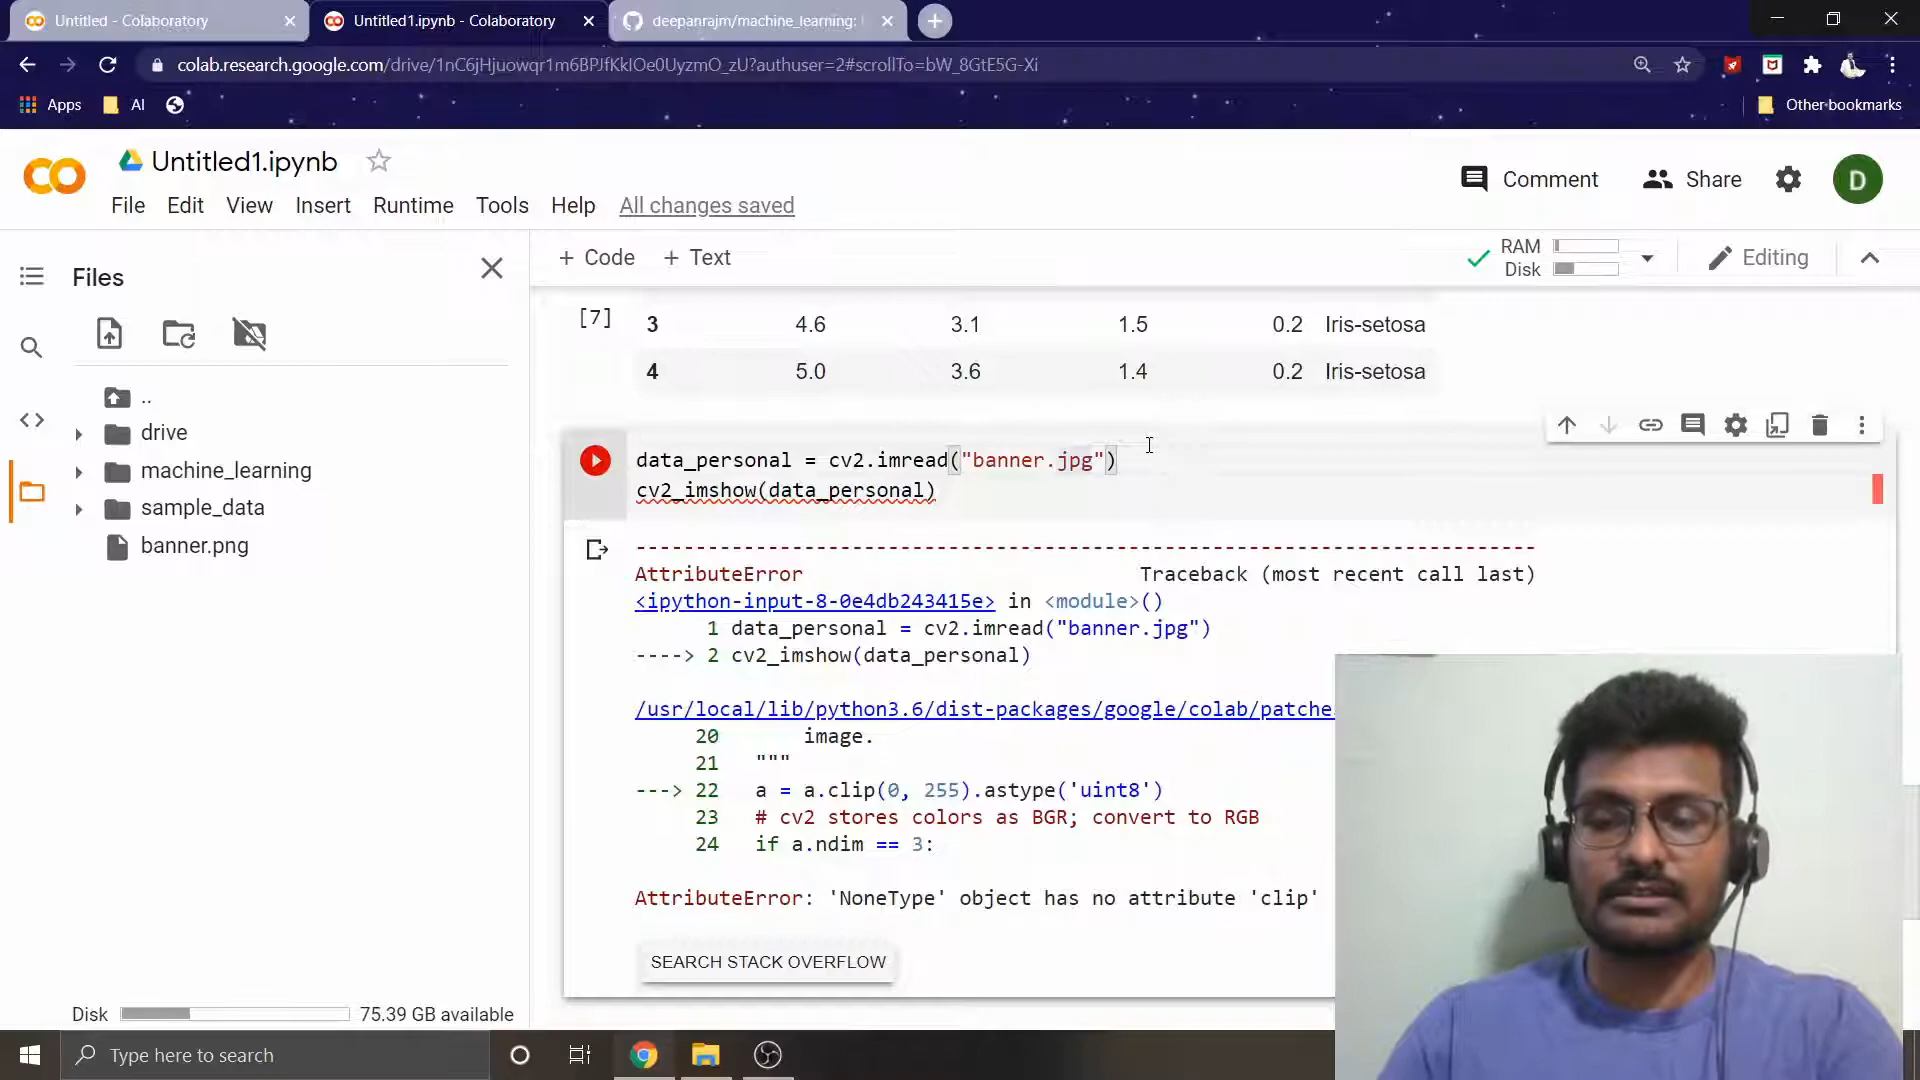 Untitled - Colaboratory
Untitled1.ipynb - Colaboratory
deepanrajm/machine_learning:
colab.research.google.com/drive/1nC6jHjuowqr1m6BPJfKkIOe0UyzmO_zU?authuser=2#scrollTo=bW_8GtE5G-Xi
Apps
AI
Other bookmarks
Untitled1.ipynb
Comment
Share
D
File Edit View Insert Runtime Tools Help All changes saved
Files
+ Code + Text
RAM
Disk
Editing
..
drive
machine_learning
sample_data
banner.png
[7] 3 4.6 3.1 1.5 0.2 Iris-setosa
4 5.0 3.6 1.4 0.2 Iris-setosa
data_personal = cv2.imread("banner.jpg")
cv2_imshow(data_personal)
---------------------------------------------------------------------------
AttributeError Traceback (most recent call last)
<ipython-input-8-0e4db243415e> in <module>()
1 data_personal = cv2.imread("banner.jpg")
----> 2 cv2_imshow(data_personal)
/usr/local/lib/python3.6/dist-packages/google/colab/patche
20 image.
21 """
---> 22 a = a.clip(0, 255).astype('uint8')
23 # cv2 stores colors as BGR; convert to RGB
24 if a.ndim == 3:
AttributeError: 'NoneType' object has no attribute 'clip'
SEARCH STACK OVERFLOW
Disk 75.39 GB available
Type here to search